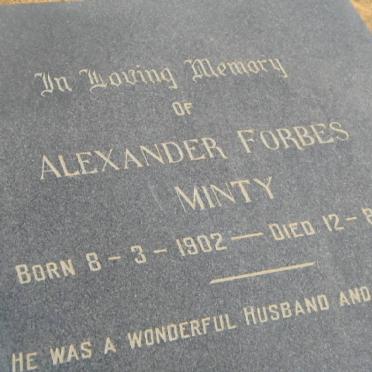 In Loving Memory
OF
ALEXANDER FORBES
MINTY
BORN 8 - 3 - 1902 — DIED 12 -
HE WAS A WONDERFUL HUSBAND AND